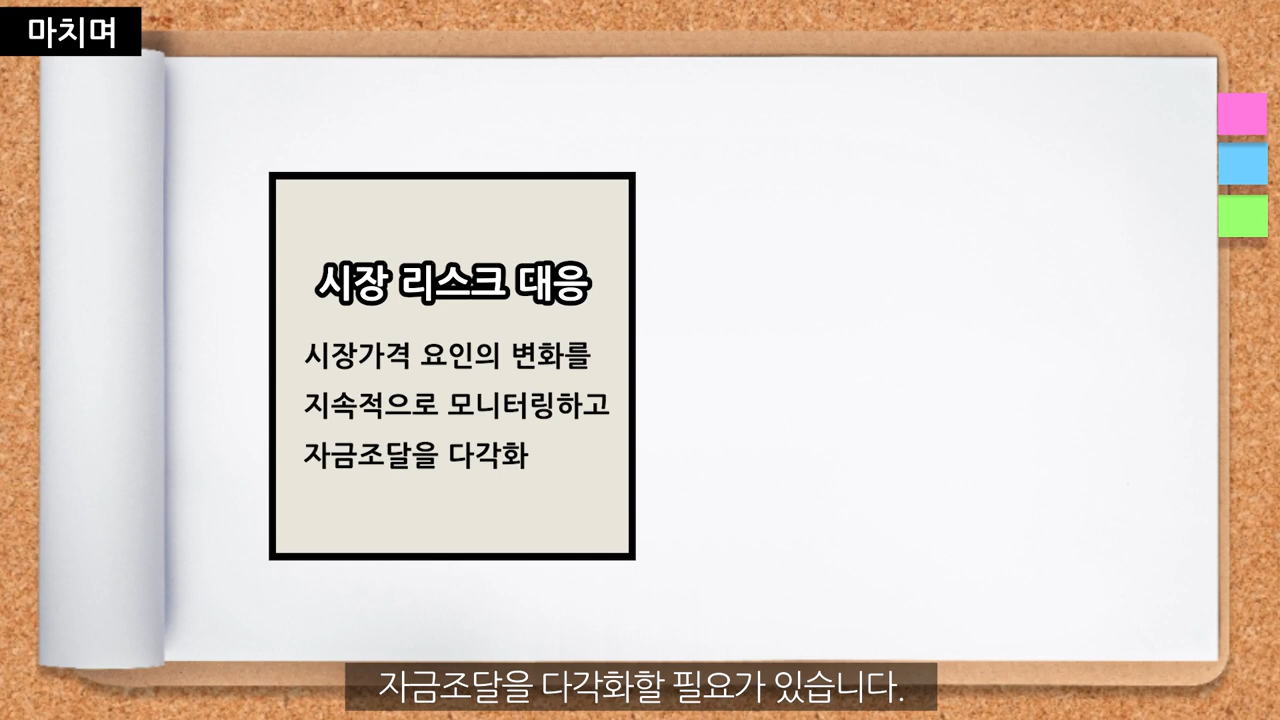 마치며
시장 리스크 대응
시장가격 요인의 변화를
지속적으로 모니터링하고
자금조달을 다각화
자금조달을 다각화할 필요가 있습니다.